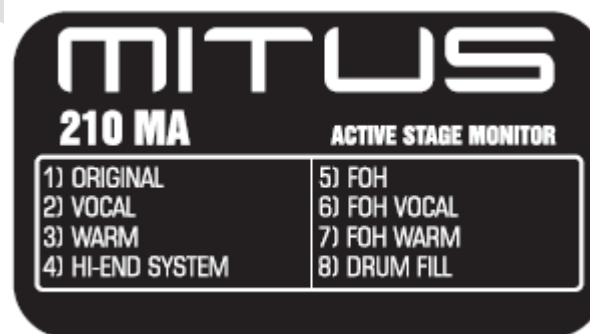 MITUS
210 MA
ACTIVE STAGE MONITOR
1) ORIGINAL
2) VOCAL
3) WARM
4) HI-END SYSTEM
5) FOH
6) FOH VOCAL
7) FOH WARM
8) DRUM FILL